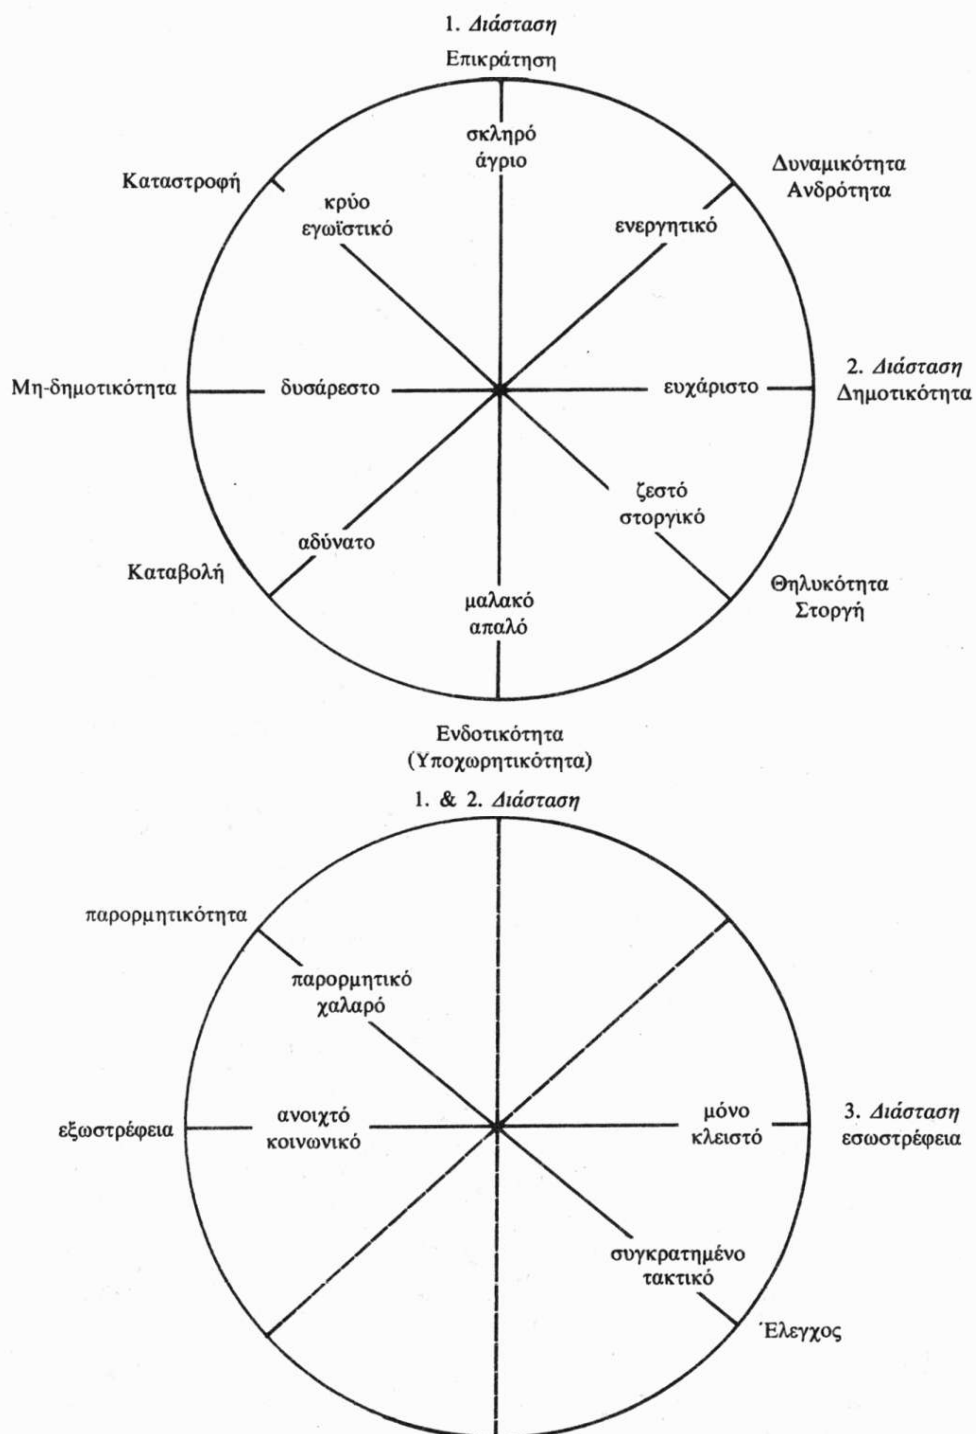 1. Διάσταση
Επικράτηση
σκληρό
άγριο
Δυναμικότητα
Ανδρότητα
Καταστροφή
κρύο
εγωϊστικό
ενεργητικό
2. Διάσταση
Μη-δημοτικότητα
δυσάρεστο
ευχάριστο
Δημοτικότητα
ζεστό
στοργικό
αδύνατο
Καταβολή
Θηλυκότητα
Στοργή
μαλακό
απαλό
Ενδοτικότητα
(Υποχωρητικότητα)
1. & 2. Διάσταση
παρορμητικότητα
παρορμητικό
χαλαρό
εξωστρέφεια
ανοιχτό
κοινωνικό
μόνο
κλειστό
3. Διάσταση
εσωστρέφεια
συγκρατημένο
τακτικό
Έλεγχος